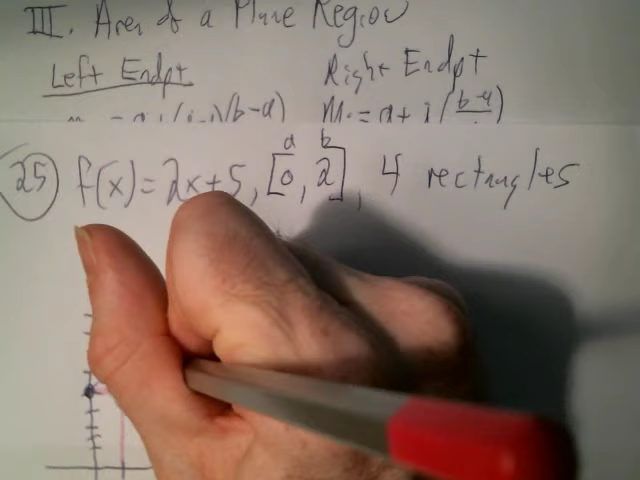 III. Area of a Plane Region
Left Endpt
Right Endpt
a b
25 f(x)=2x+5, [0, 2], 4 rectangles